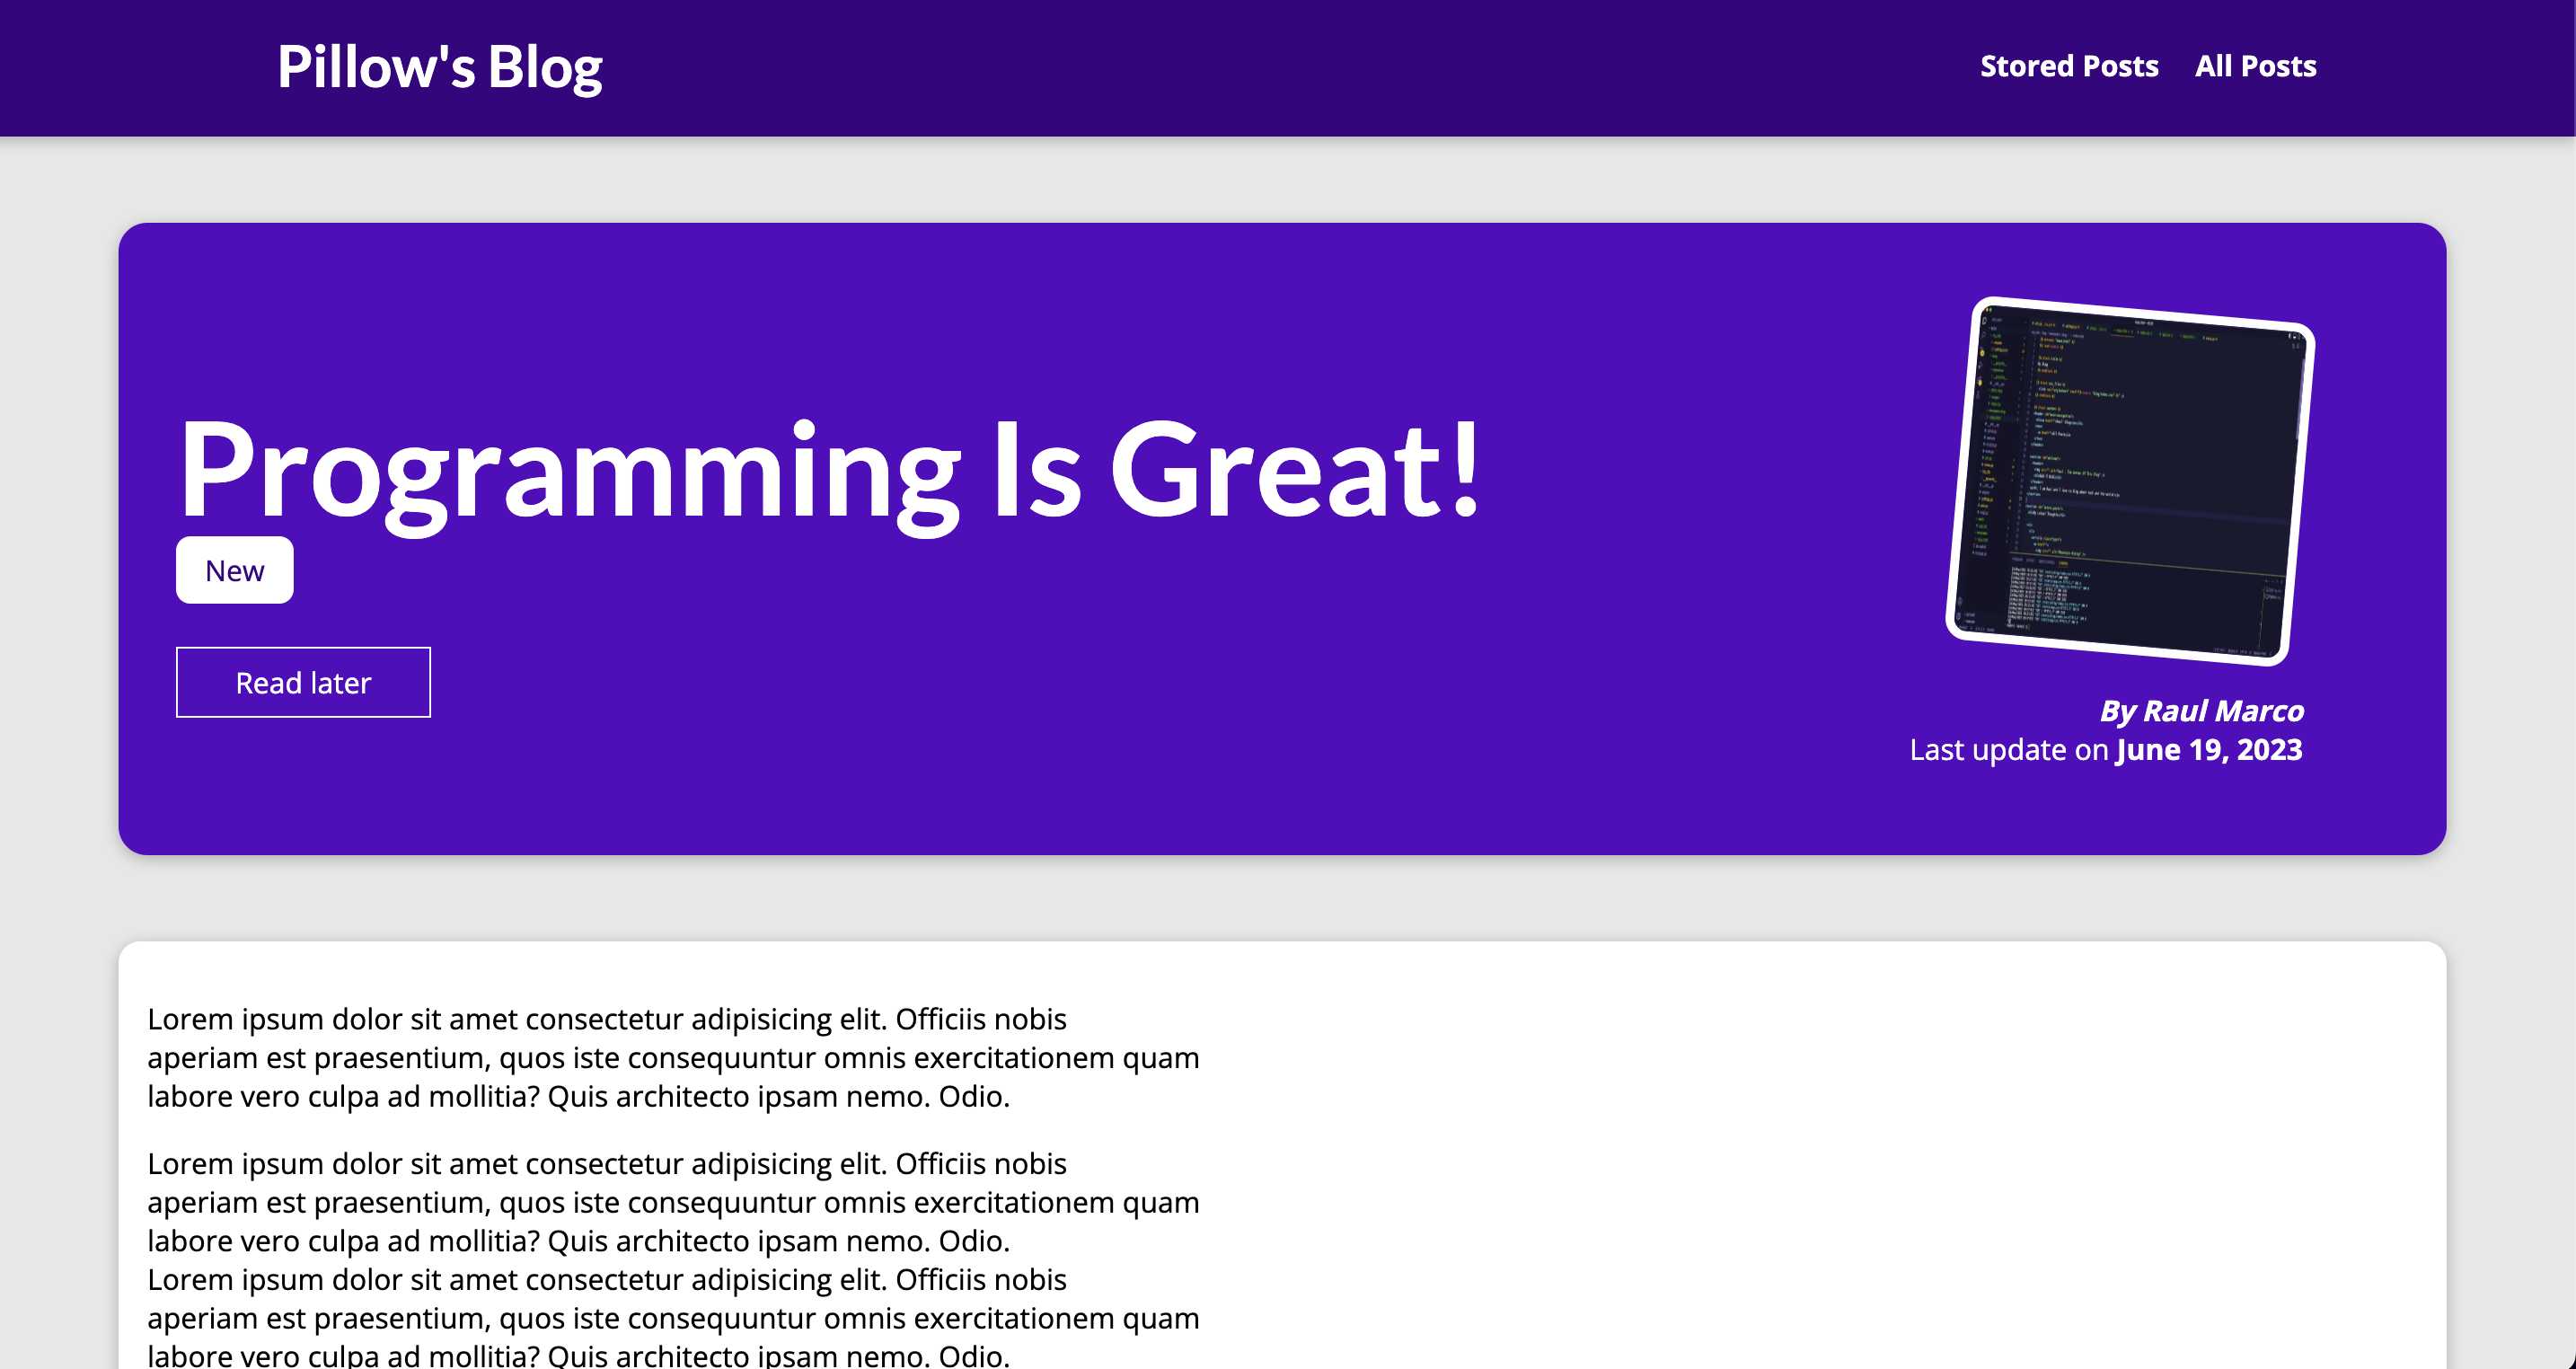 Pillow's Blog
Stored Posts All Posts
Programming Is Great!
New
Read later
By Raul Marco
Last update on June 19, 2023
Lorem ipsum dolor sit amet consectetur adipisicing elit. Officiis nobis
aperiam est praesentium, quos iste consequuntur omnis exercitationem quam
labore vero culpa ad mollitia? Quis architecto ipsam nemo. Odio.
Lorem ipsum dolor sit amet consectetur adipisicing elit. Officiis nobis
aperiam est praesentium, quos iste consequuntur omnis exercitationem quam
labore vero culpa ad mollitia? Quis architecto ipsam nemo. Odio.
Lorem ipsum dolor sit amet consectetur adipisicing elit. Officiis nobis
aperiam est praesentium, quos iste consequuntur omnis exercitationem quam
labore vero culpa ad mollitia? Quis architecto ipsam nemo. Odio.